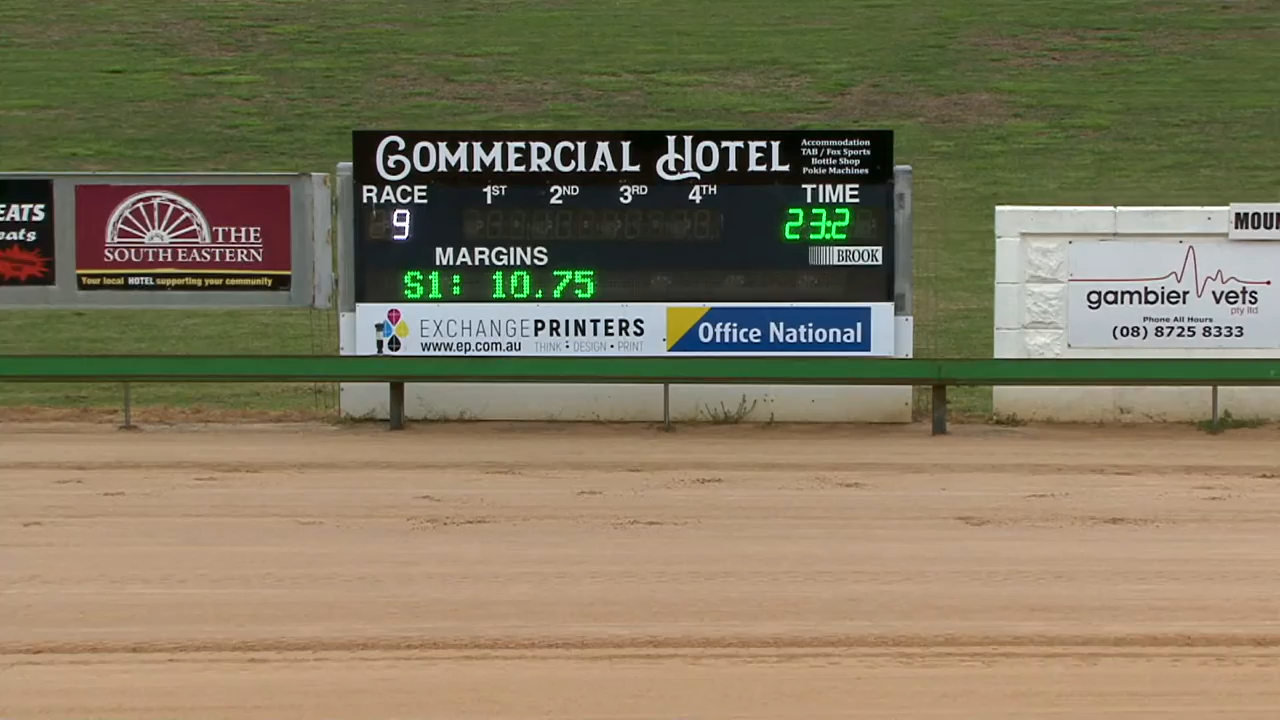 EATS
eats
THE
SOUTH EASTERN
Your local HOTEL supporting your community
COMMERCIAL HOTEL
Accommodation
TAB / Fox Sports
Bottle Shop
Pokie Machines
RACE 1ST 2ND 3RD 4TH TIME
9 23:2
MARGINS
BROOK
S1: 10.75
EXCHANGEPRINTERS
www.ep.com.au THINK : DESIGN · PRINT
Office National
MOU
gambier vets
pty ltd
Phone All Hours
(08) 8725 8333